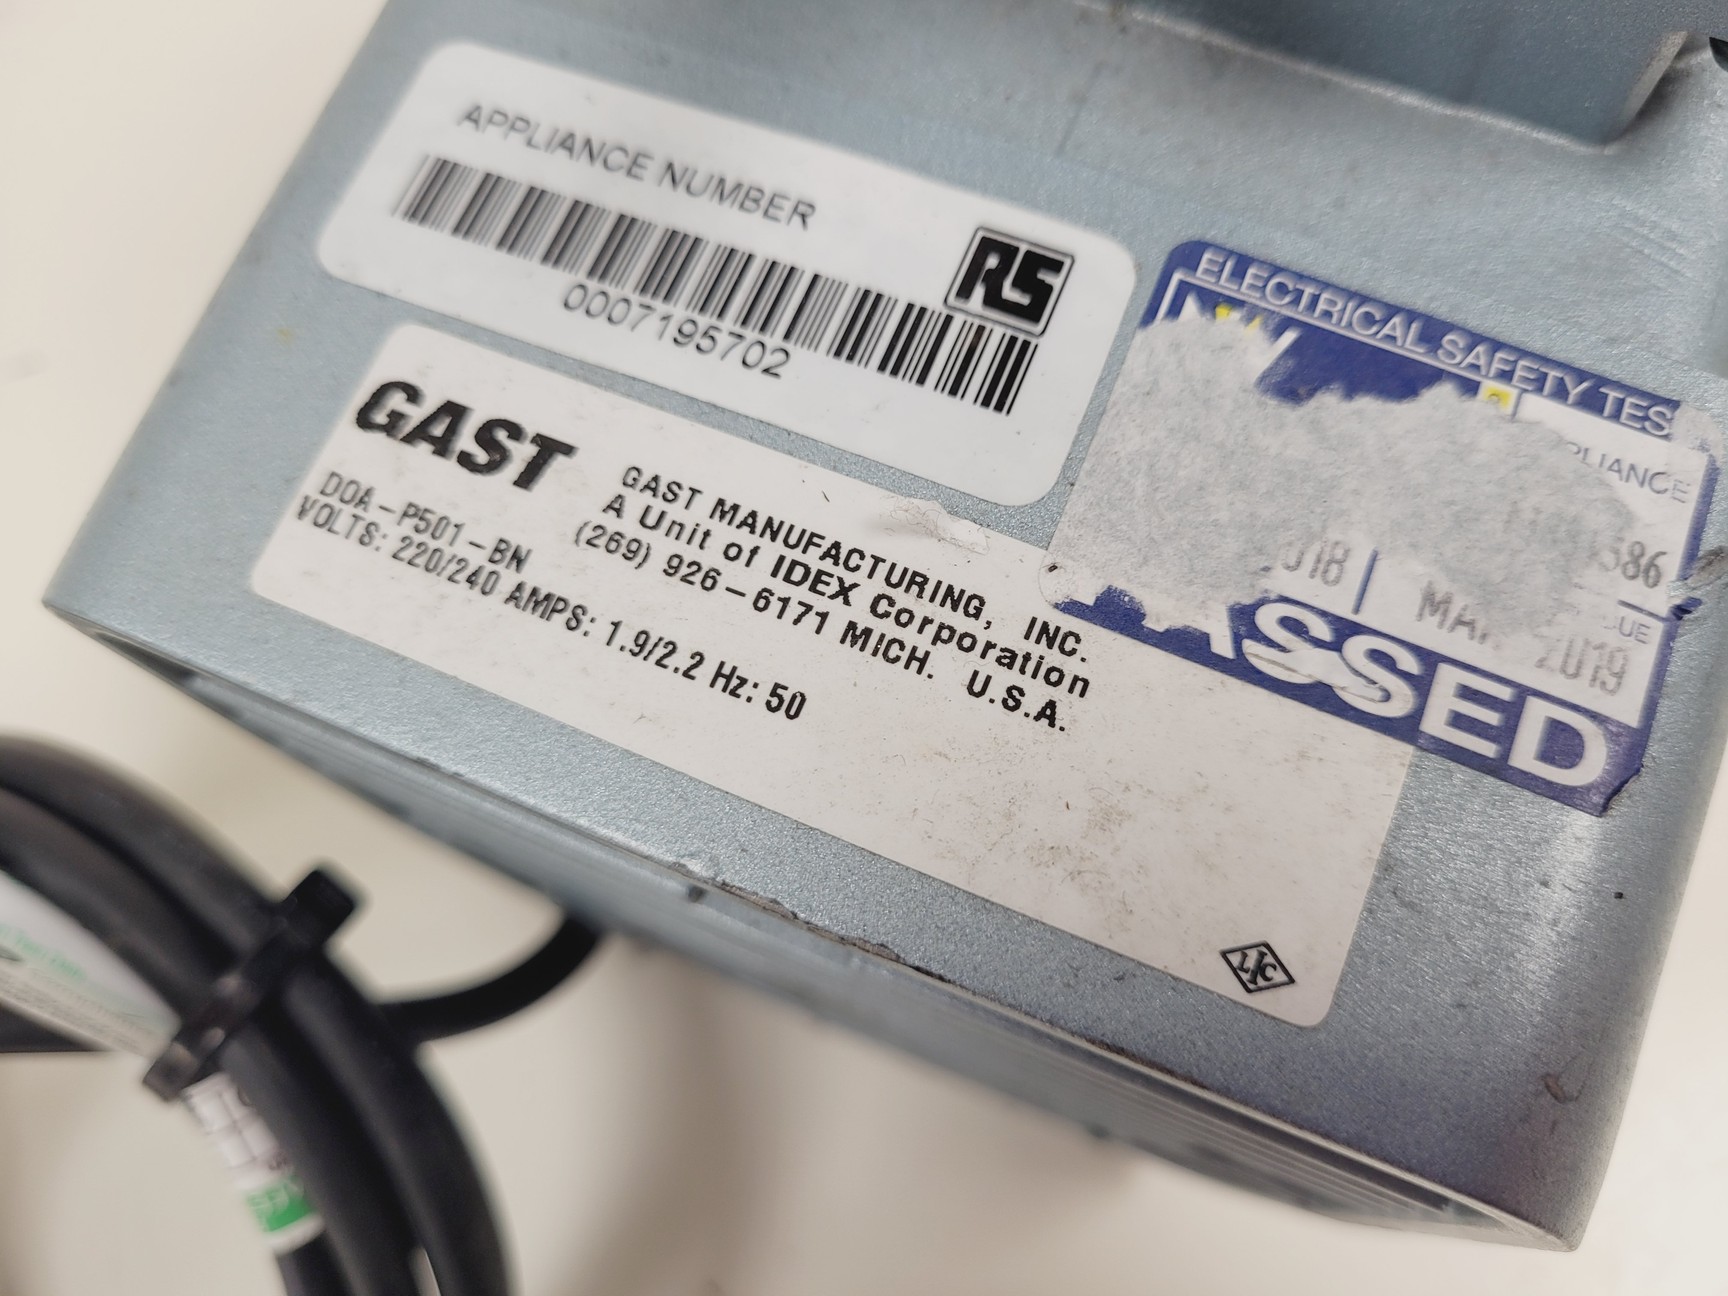 APPLIANCE NUMBER
RS
0007195702
GAST
DOA-P501-BN
VOLTS: 220/240 AMPS: 1.9/2.2 Hz: 50
GAST MANUFACTURING, INC.
A Unit of IDEX Corporation
(269) 926-6171 MICH. U.S.A.
ELECTRICAL SAFETY TES
PLIANCE
586
018
UE
2019
SSED